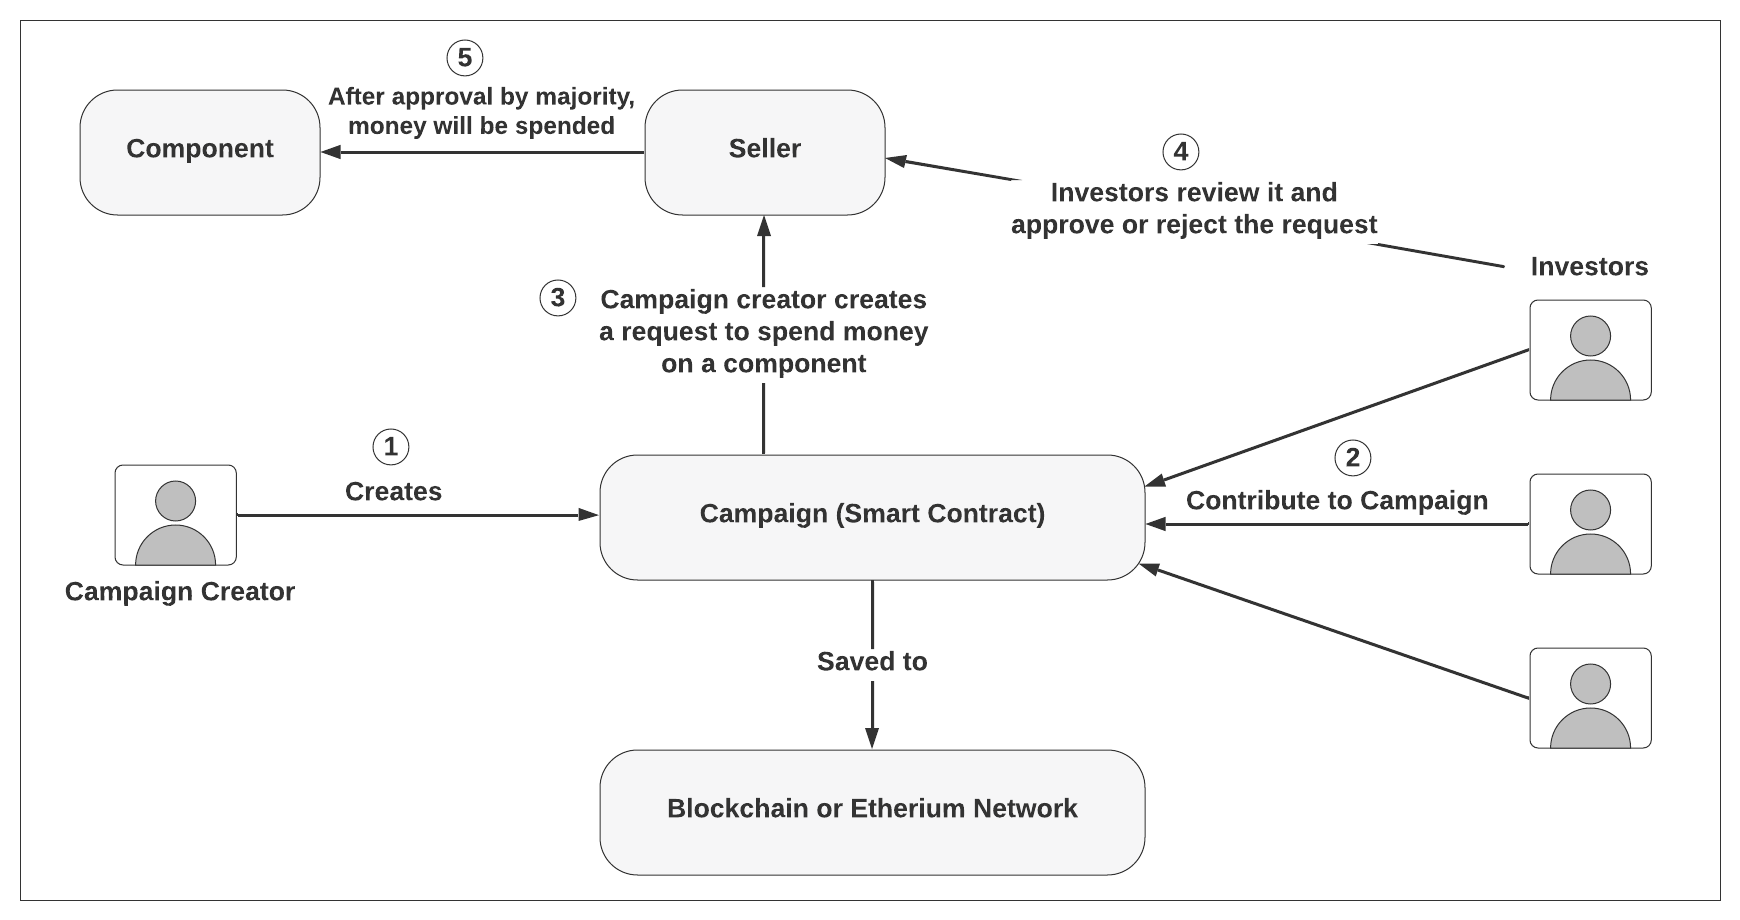 5
After approval by majority,
money will be spended
Component
Seller
4
Investors review it and
approve or reject the request
Investors
3
Campaign creator creates
a request to spend money
on a component
1
Creates
Campaign Creator
Campaign (Smart Contract)
2
Contribute to Campaign
Saved to
Blockchain or Etherium Network